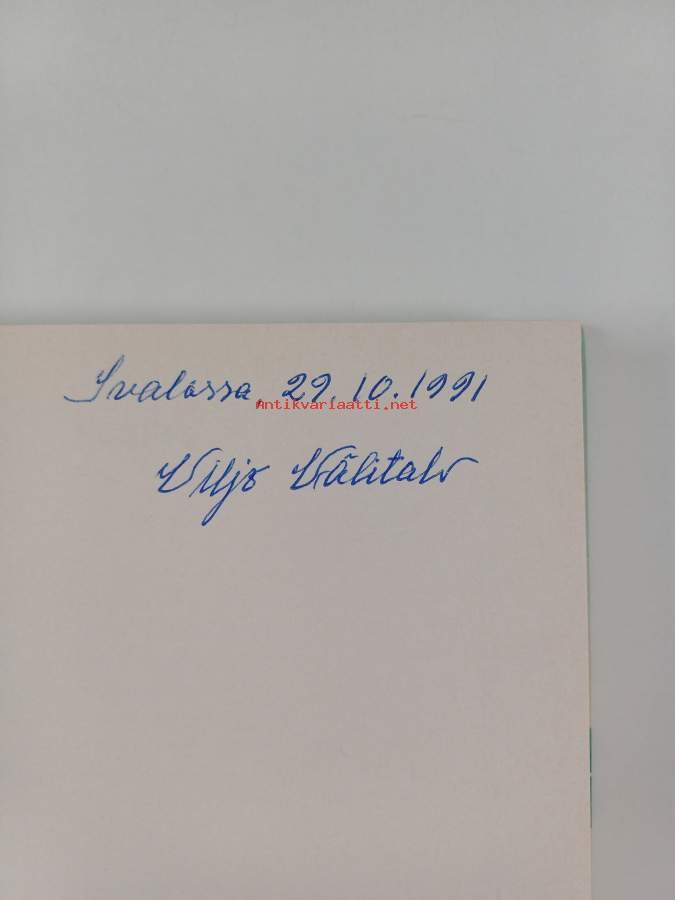 Ivalossa, 29.10.1991
antikvariaatti.net
Viljo Välitalo